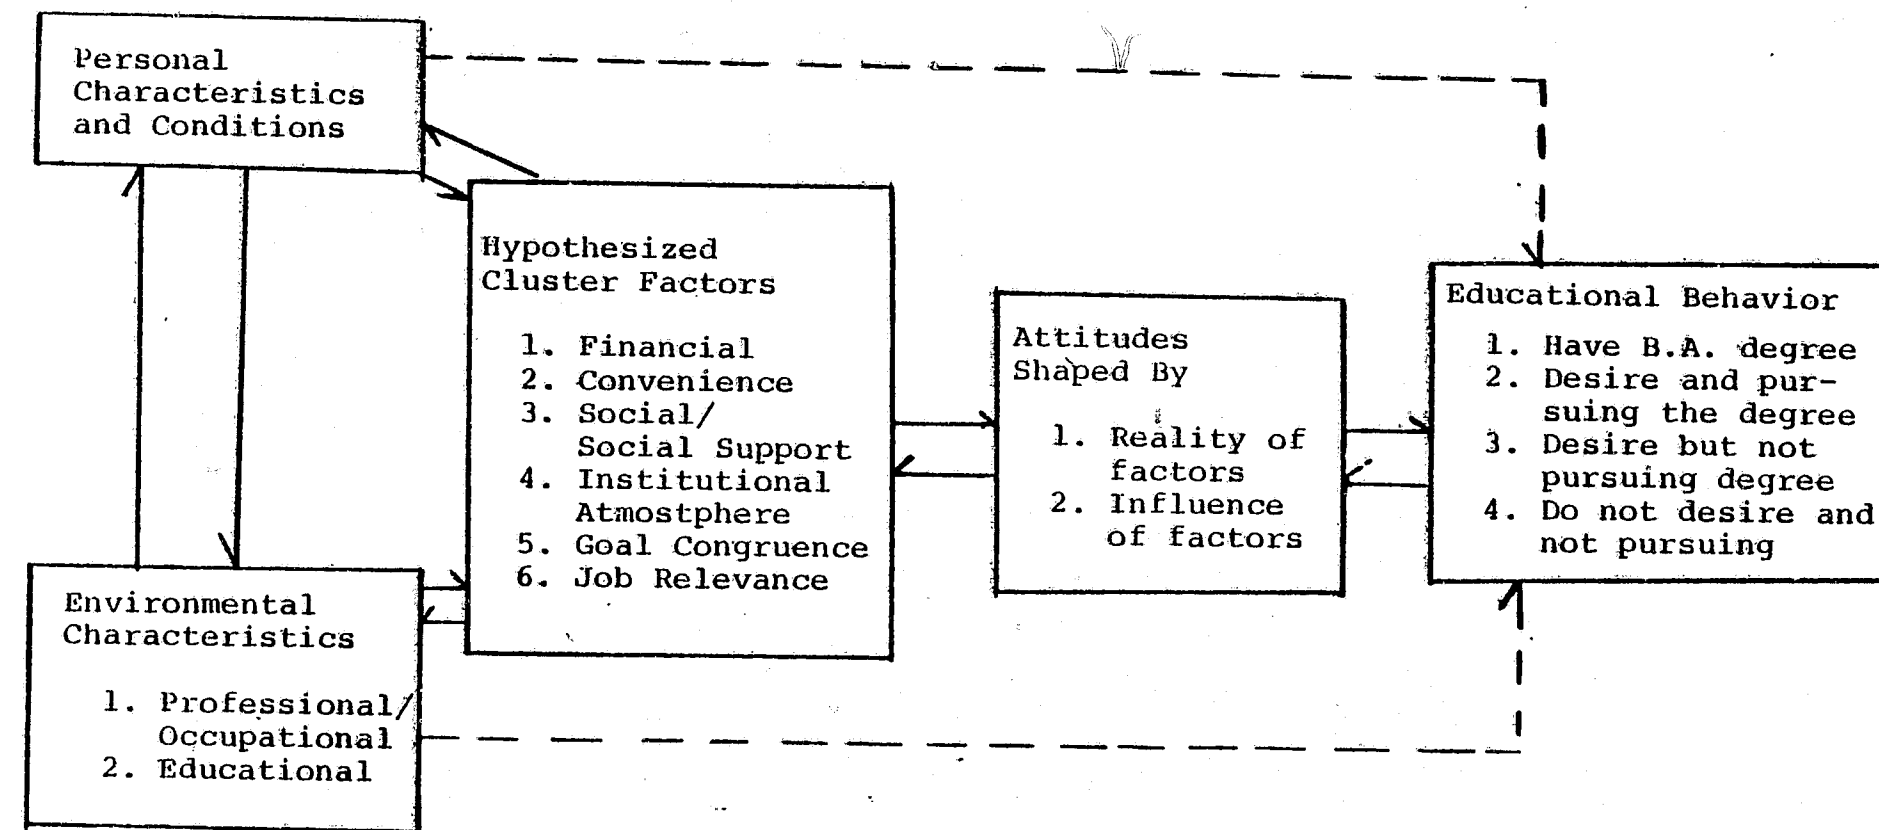 Personal
Characteristics
and Conditions
Hypothesized
Cluster Factors
1. Financial
2. Convenience
3. Social/
Social Support
4. Institutional
Atmostphere
5. Goal Congruence
6. Job Relevance
Attitudes
Shaped By
1. Reality of
factors
2. Influence
of factors
Educational Behavior
1. Have B.A. degree
2. Desire and pur-
suing the degree
3. Desire but not
pursuing degree
4. Do not desire and
not pursuing
Environmental
Characteristics
1. Professional/
Occupational
2. Educational